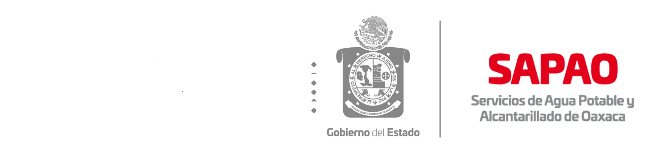 Gobierno del Estado
SAPAO
Servicios de Agua Potable y
Alcantarillado de Oaxaca